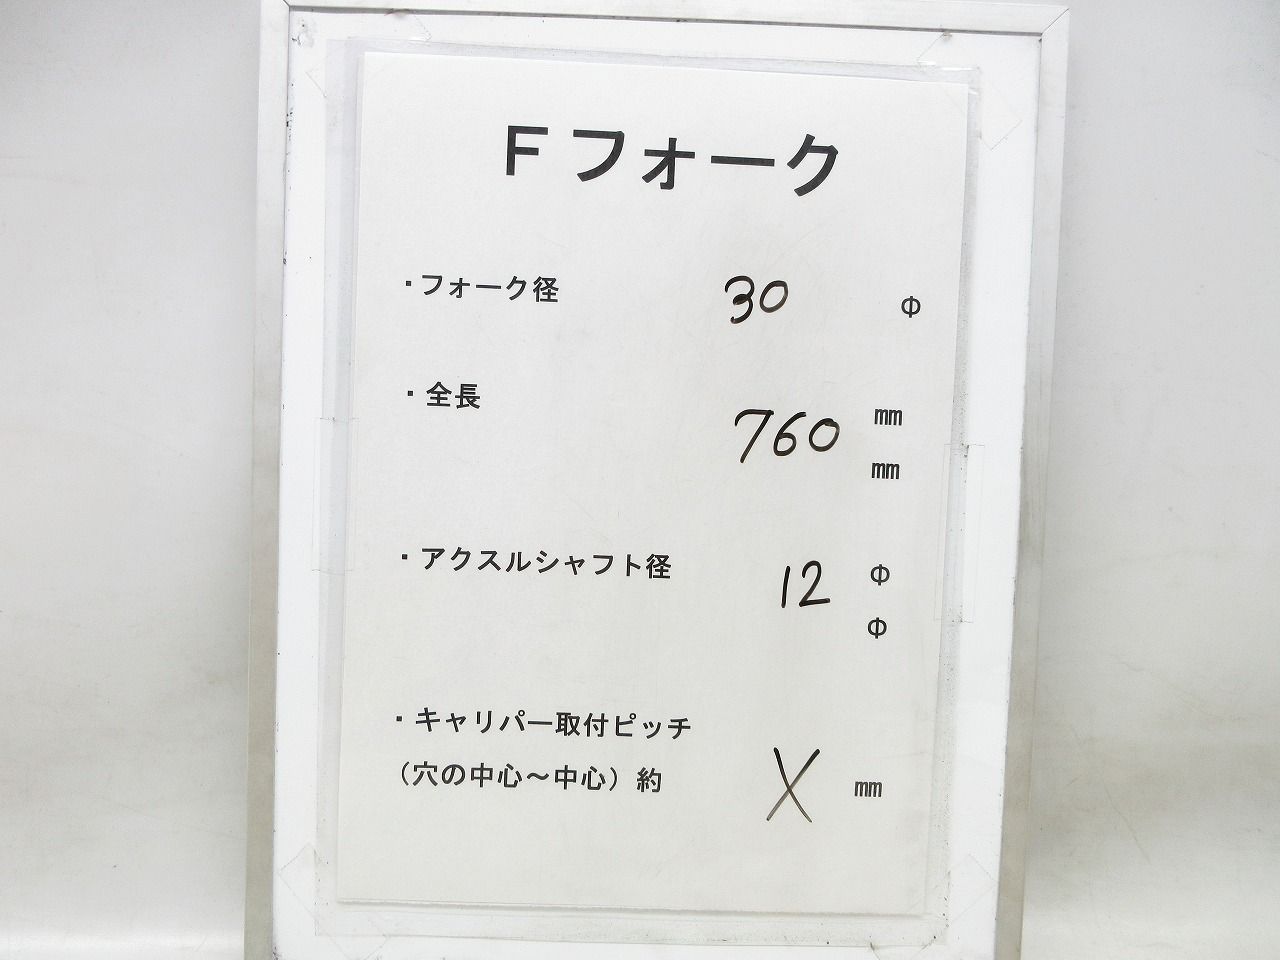 Fフォーク
・フォーク径 30 Φ
・全長 760 ㎜
㎜
・アクスルシャフト径 12 Φ
Φ
・キャリパー取付ピッチ
（穴の中心～中心）約 X ㎜